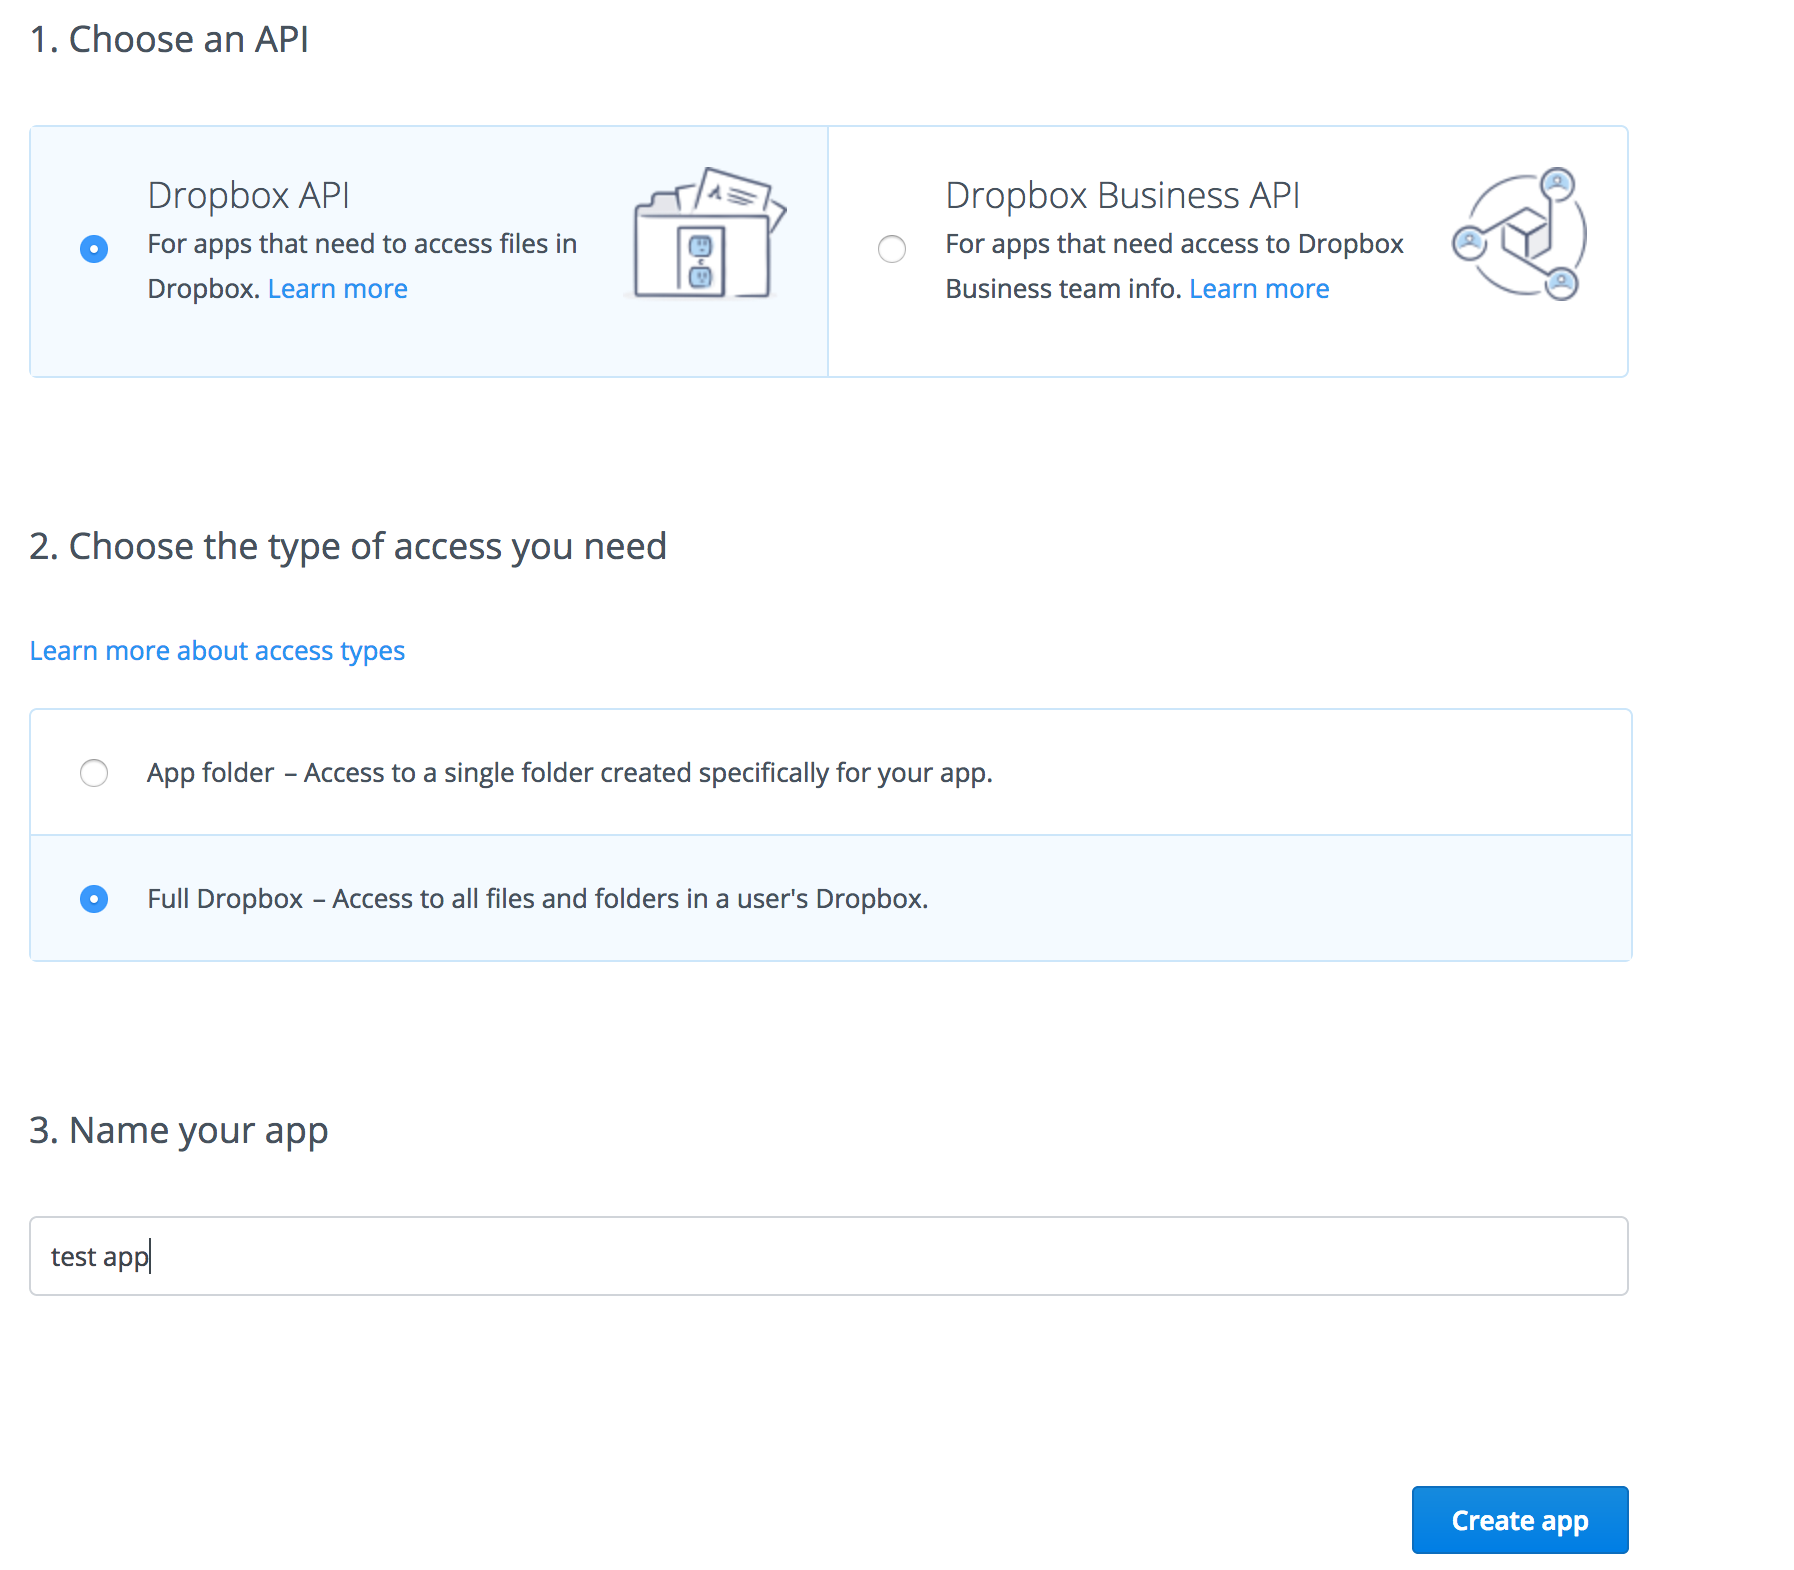 1. Choose an API
Dropbox API
For apps that need to access files in
Dropbox. Learn more
Dropbox Business API
For apps that need access to Dropbox
Business team info. Learn more
2. Choose the type of access you need
Learn more about access types
App folder – Access to a single folder created specifically for your app.
Full Dropbox – Access to all files and folders in a user's Dropbox.
3. Name your app
test app
Create app